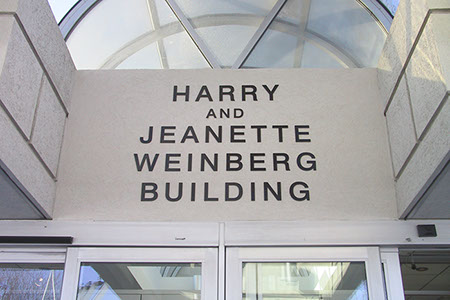 HARRY
AND
JEANETTE
WEINBERG
BUILDING